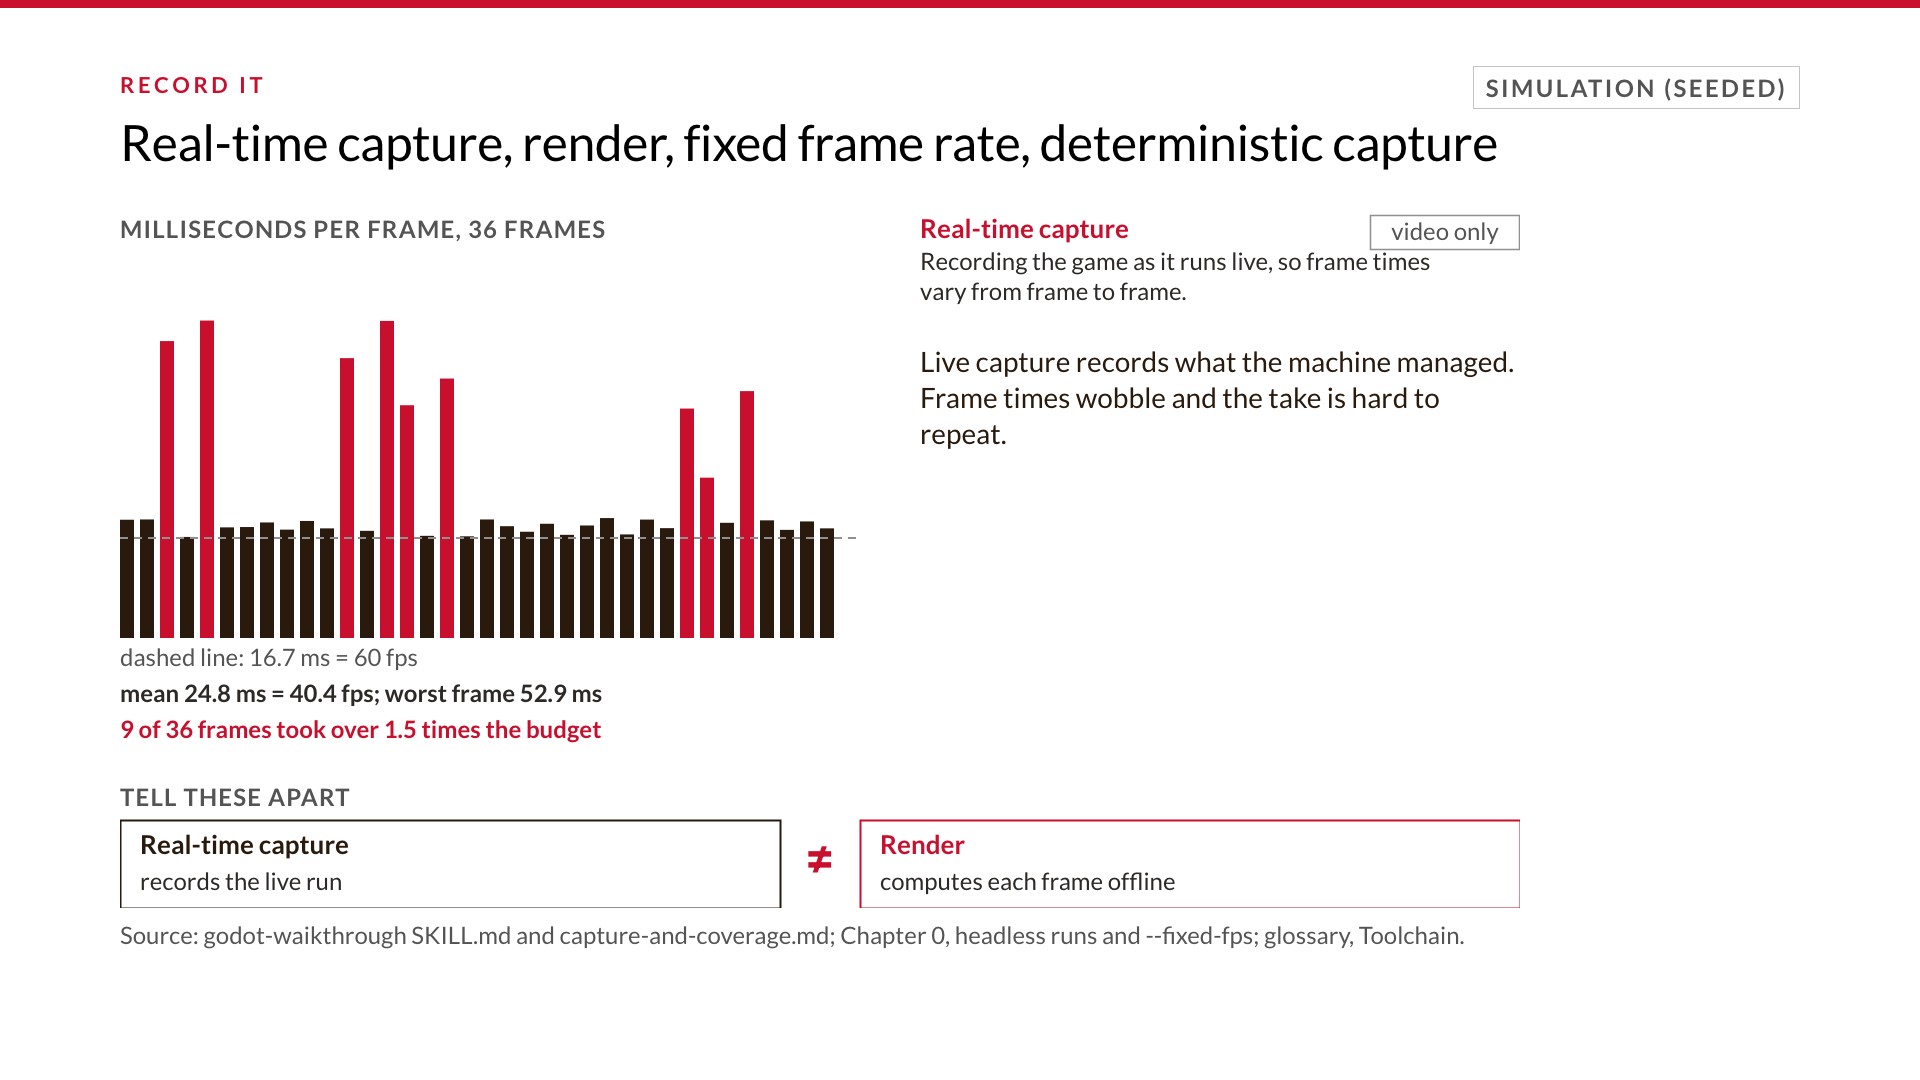 RECORD IT
SIMULATION (SEEDED)
Real-time capture, render, fixed frame rate, deterministic capture
MILLISECONDS PER FRAME, 36 FRAMES
dashed line: 16.7 ms = 60 fps
mean 24.8 ms = 40.4 fps; worst frame 52.9 ms
9 of 36 frames took over 1.5 times the budget
Real-time capture
video only
Recording the game as it runs live, so frame times
vary from frame to frame.
Live capture records what the machine managed.
Frame times wobble and the take is hard to
repeat.
TELL THESE APART
Real-time capture
records the live run
≠
Render
computes each frame offline
Source: godot-waikthrough SKILL.md and capture-and-coverage.md; Chapter 0, headless runs and --fixed-fps; glossary, Toolchain.